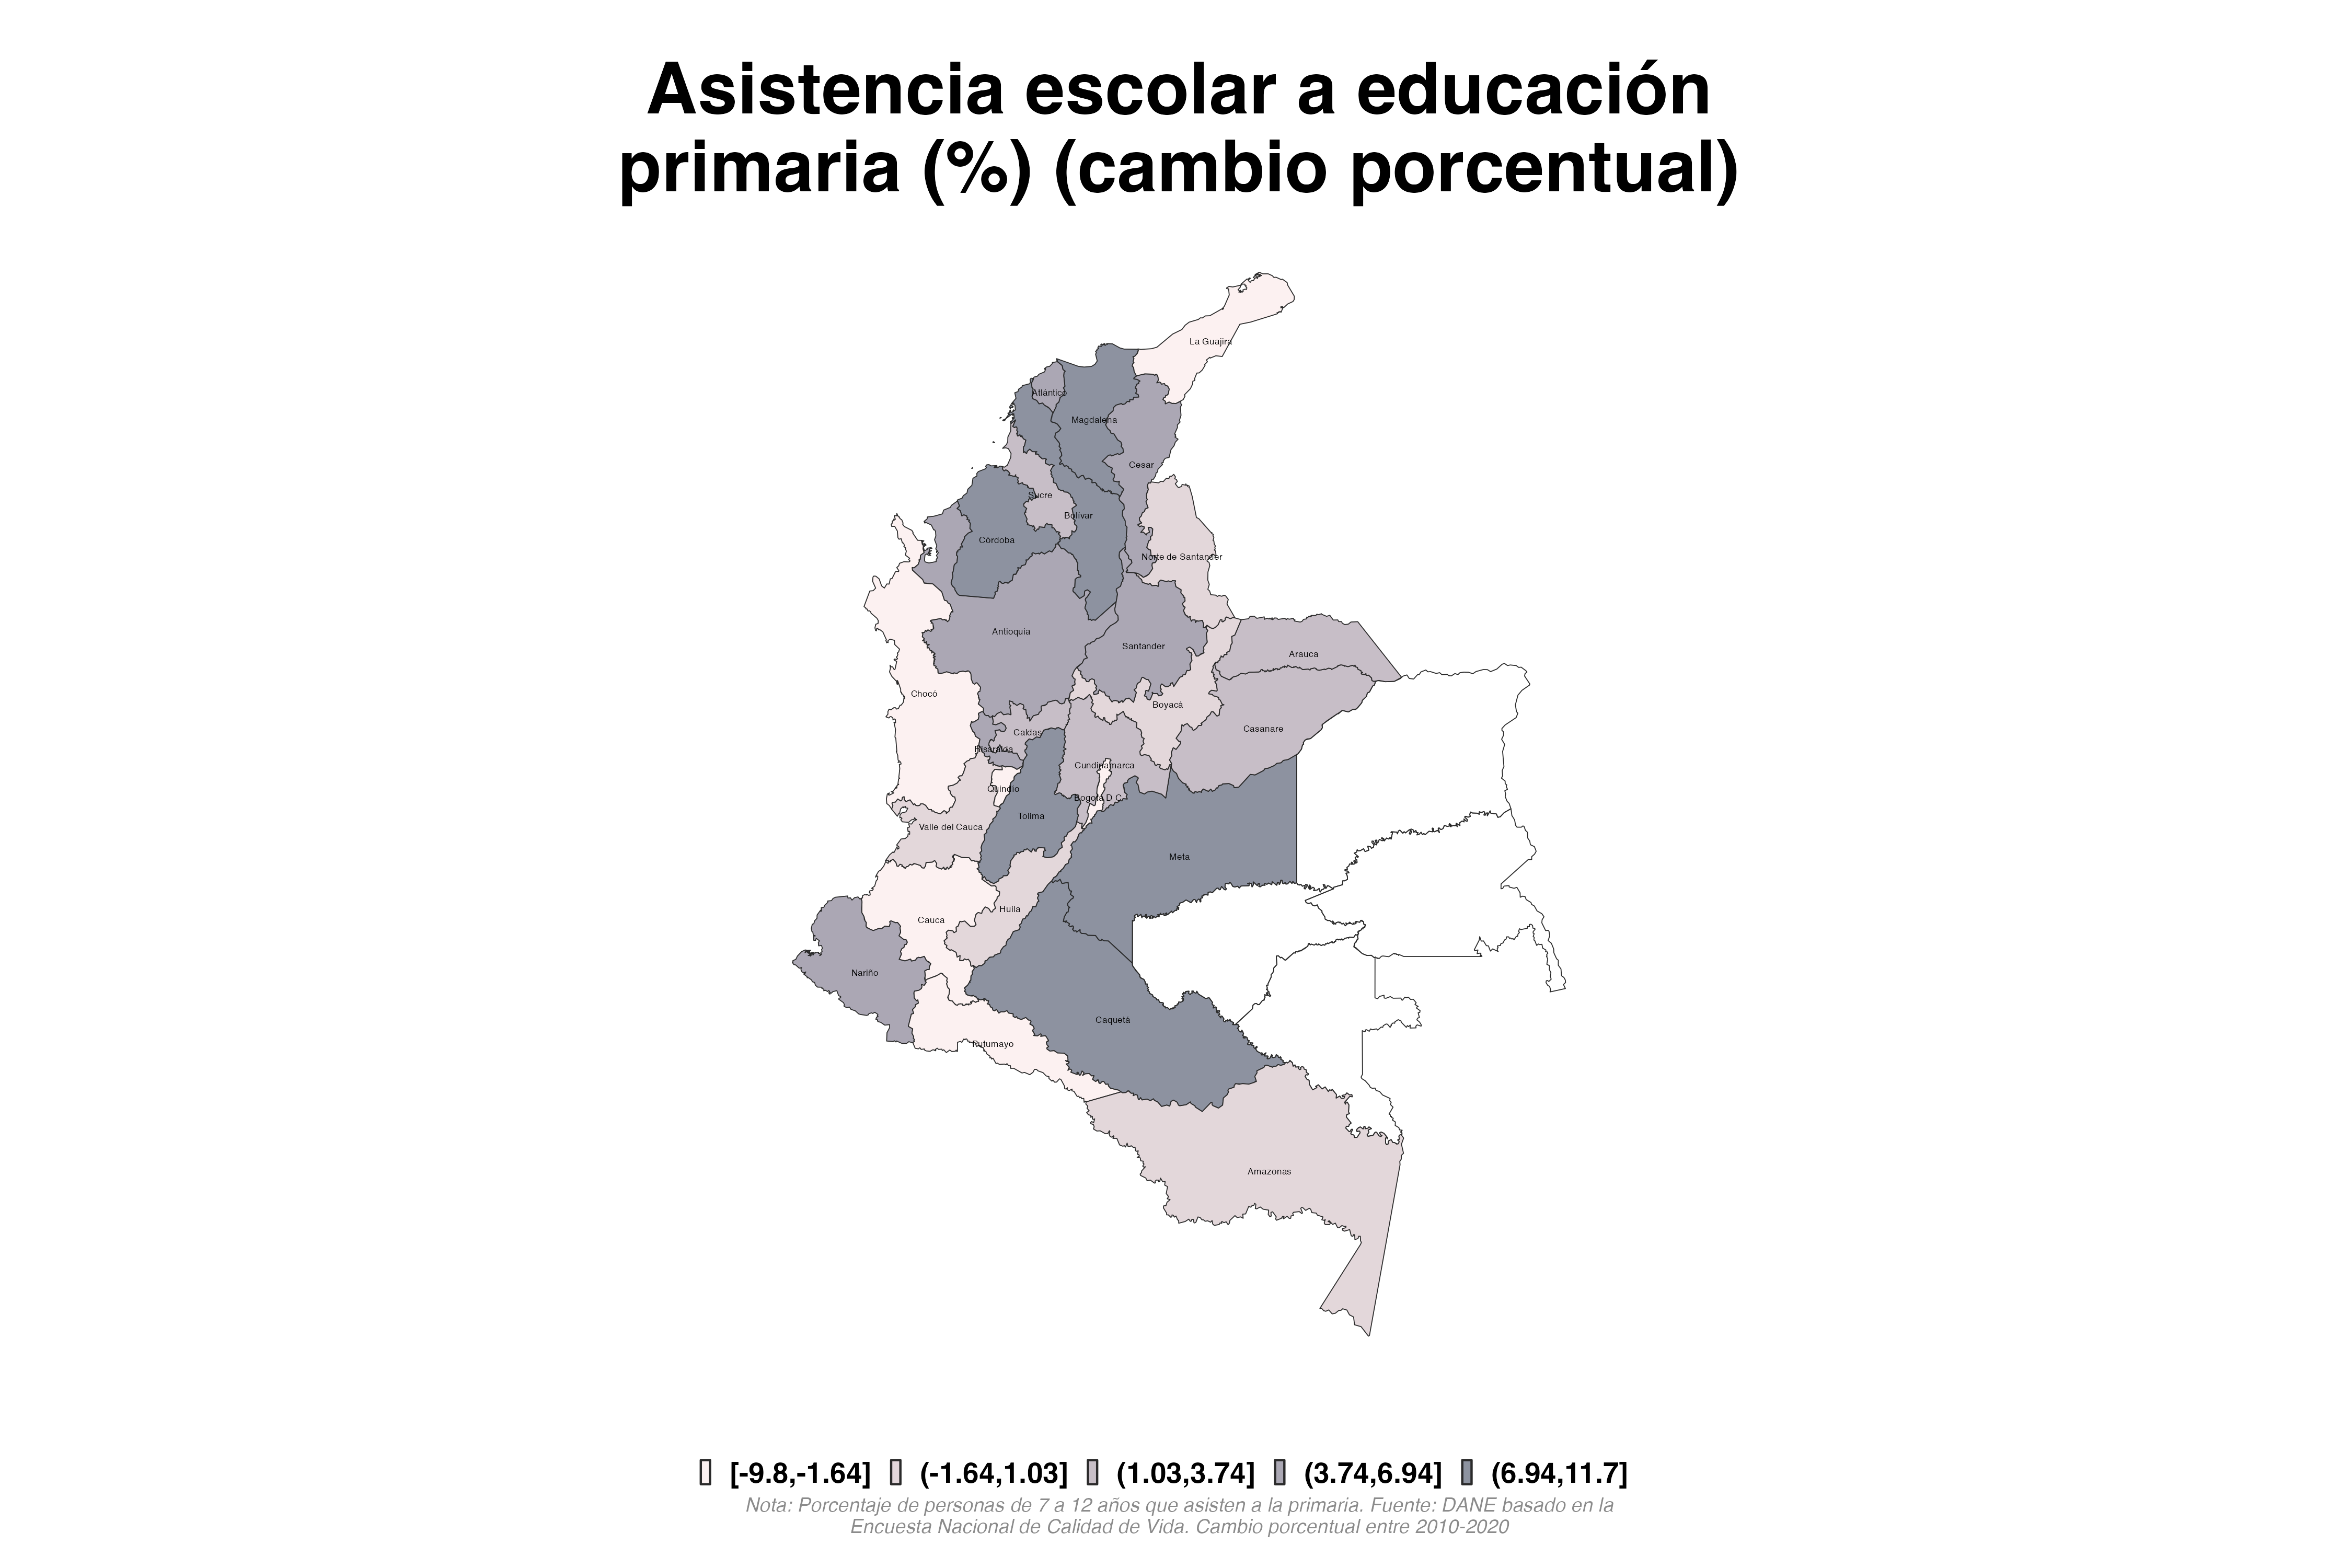 Asistencia escolar a educación
primaria (%) (cambio porcentual)
La Guajira
Atlántico
Magdalena
Cesar
Sucre
Bolívar
Córdoba
Norte de Santander
Antioquia
Santander
Arauca
Chocó
Boyacá
Casanare
Caldas
Risaralda
Cundinamarca
Quindío
Bogotá D C
Tolima
Valle del Cauca
Meta
Huila
Cauca
Nariño
Caquetá
Putumayo
Amazonas
[-9.8,-1.64] (-1.64,1.03] (1.03,3.74] (3.74,6.94] (6.94,11.7]
Nota: Porcentaje de personas de 7 a 12 años que asisten a la primaria. Fuente: DANE basado en la
Encuesta Nacional de Calidad de Vida. Cambio porcentual entre 2010-2020